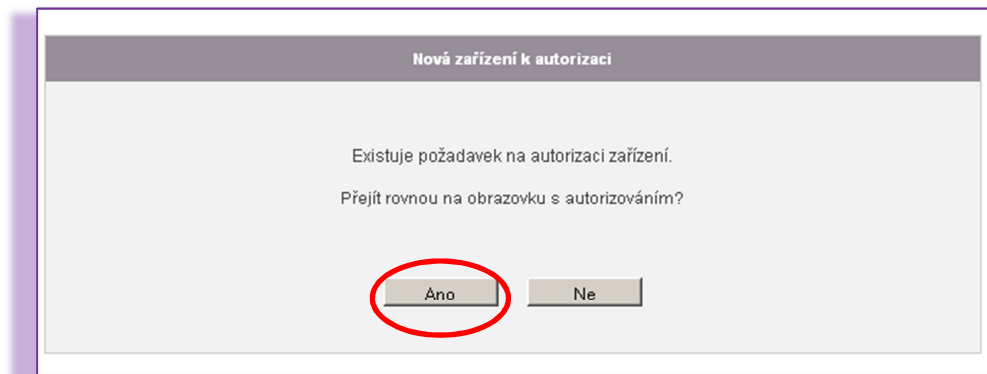 Nová zařízení k autorizaci
Existuje požadavek na autorizaci zařízení.
Přejít rovnou na obrazovku s autorizováním?
Ano Ne